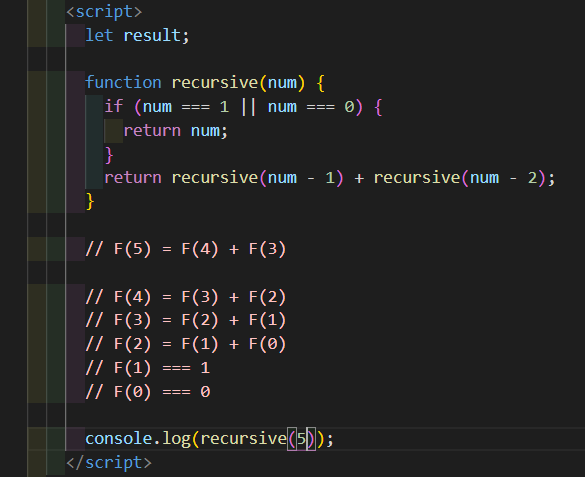 <script>
let result;
function recursive(num) {
if (num === 1 || num === 0) {
return num;
}
return recursive(num - 1) + recursive(num - 2);
}
// F(5) = F(4) + F(3)
// F(4) = F(3) + F(2)
// F(3) = F(2) + F(1)
// F(2) = F(1) + F(0)
// F(1) === 1
// F(0) === 0
console.log(recursive(5));
</script>